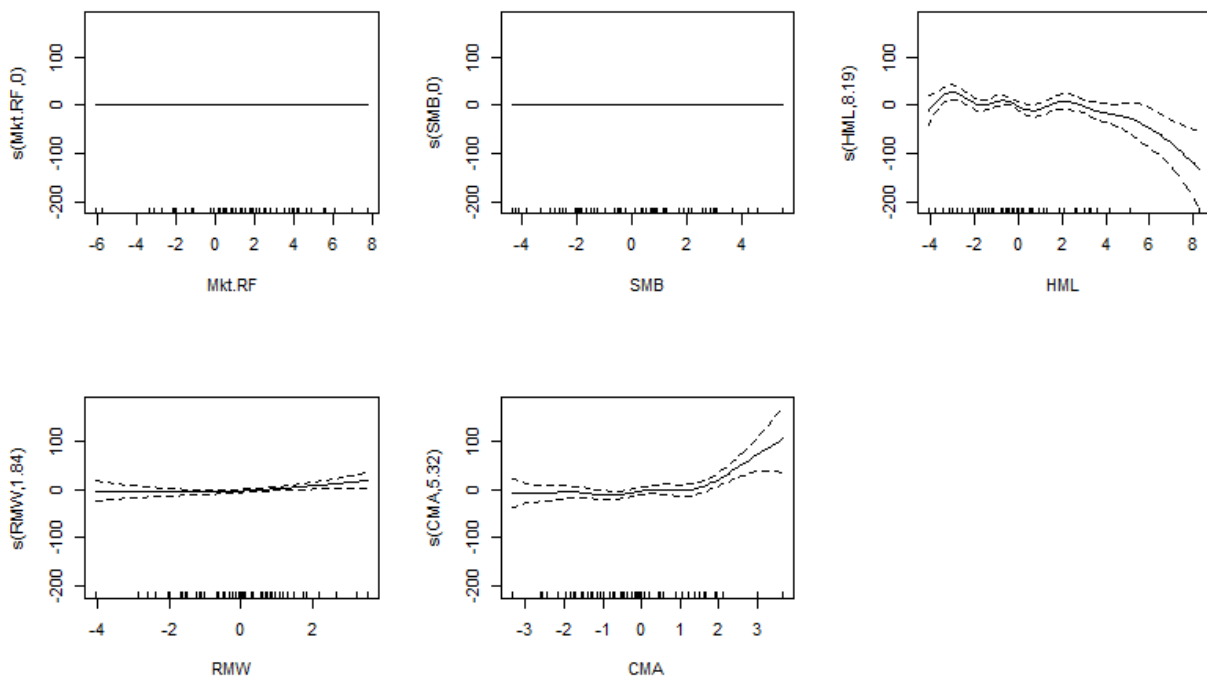 s(Mkt.RF,0)
100
0
-100
-200
-6 -4 -2 0 2 4 6 8
Mkt.RF
s(SMB,0)
100
0
-100
-200
-4 -2 0 2 4
SMB
s(HML,8.19)
100
0
-100
-200
-4 -2 0 2 4 6 8
HML
s(RMW,1.84)
100
0
-100
-200
-4 -2 0 2
RMW
s(CMA,5.32)
100
0
-100
-200
-3 -2 -1 0 1 2 3
CMA